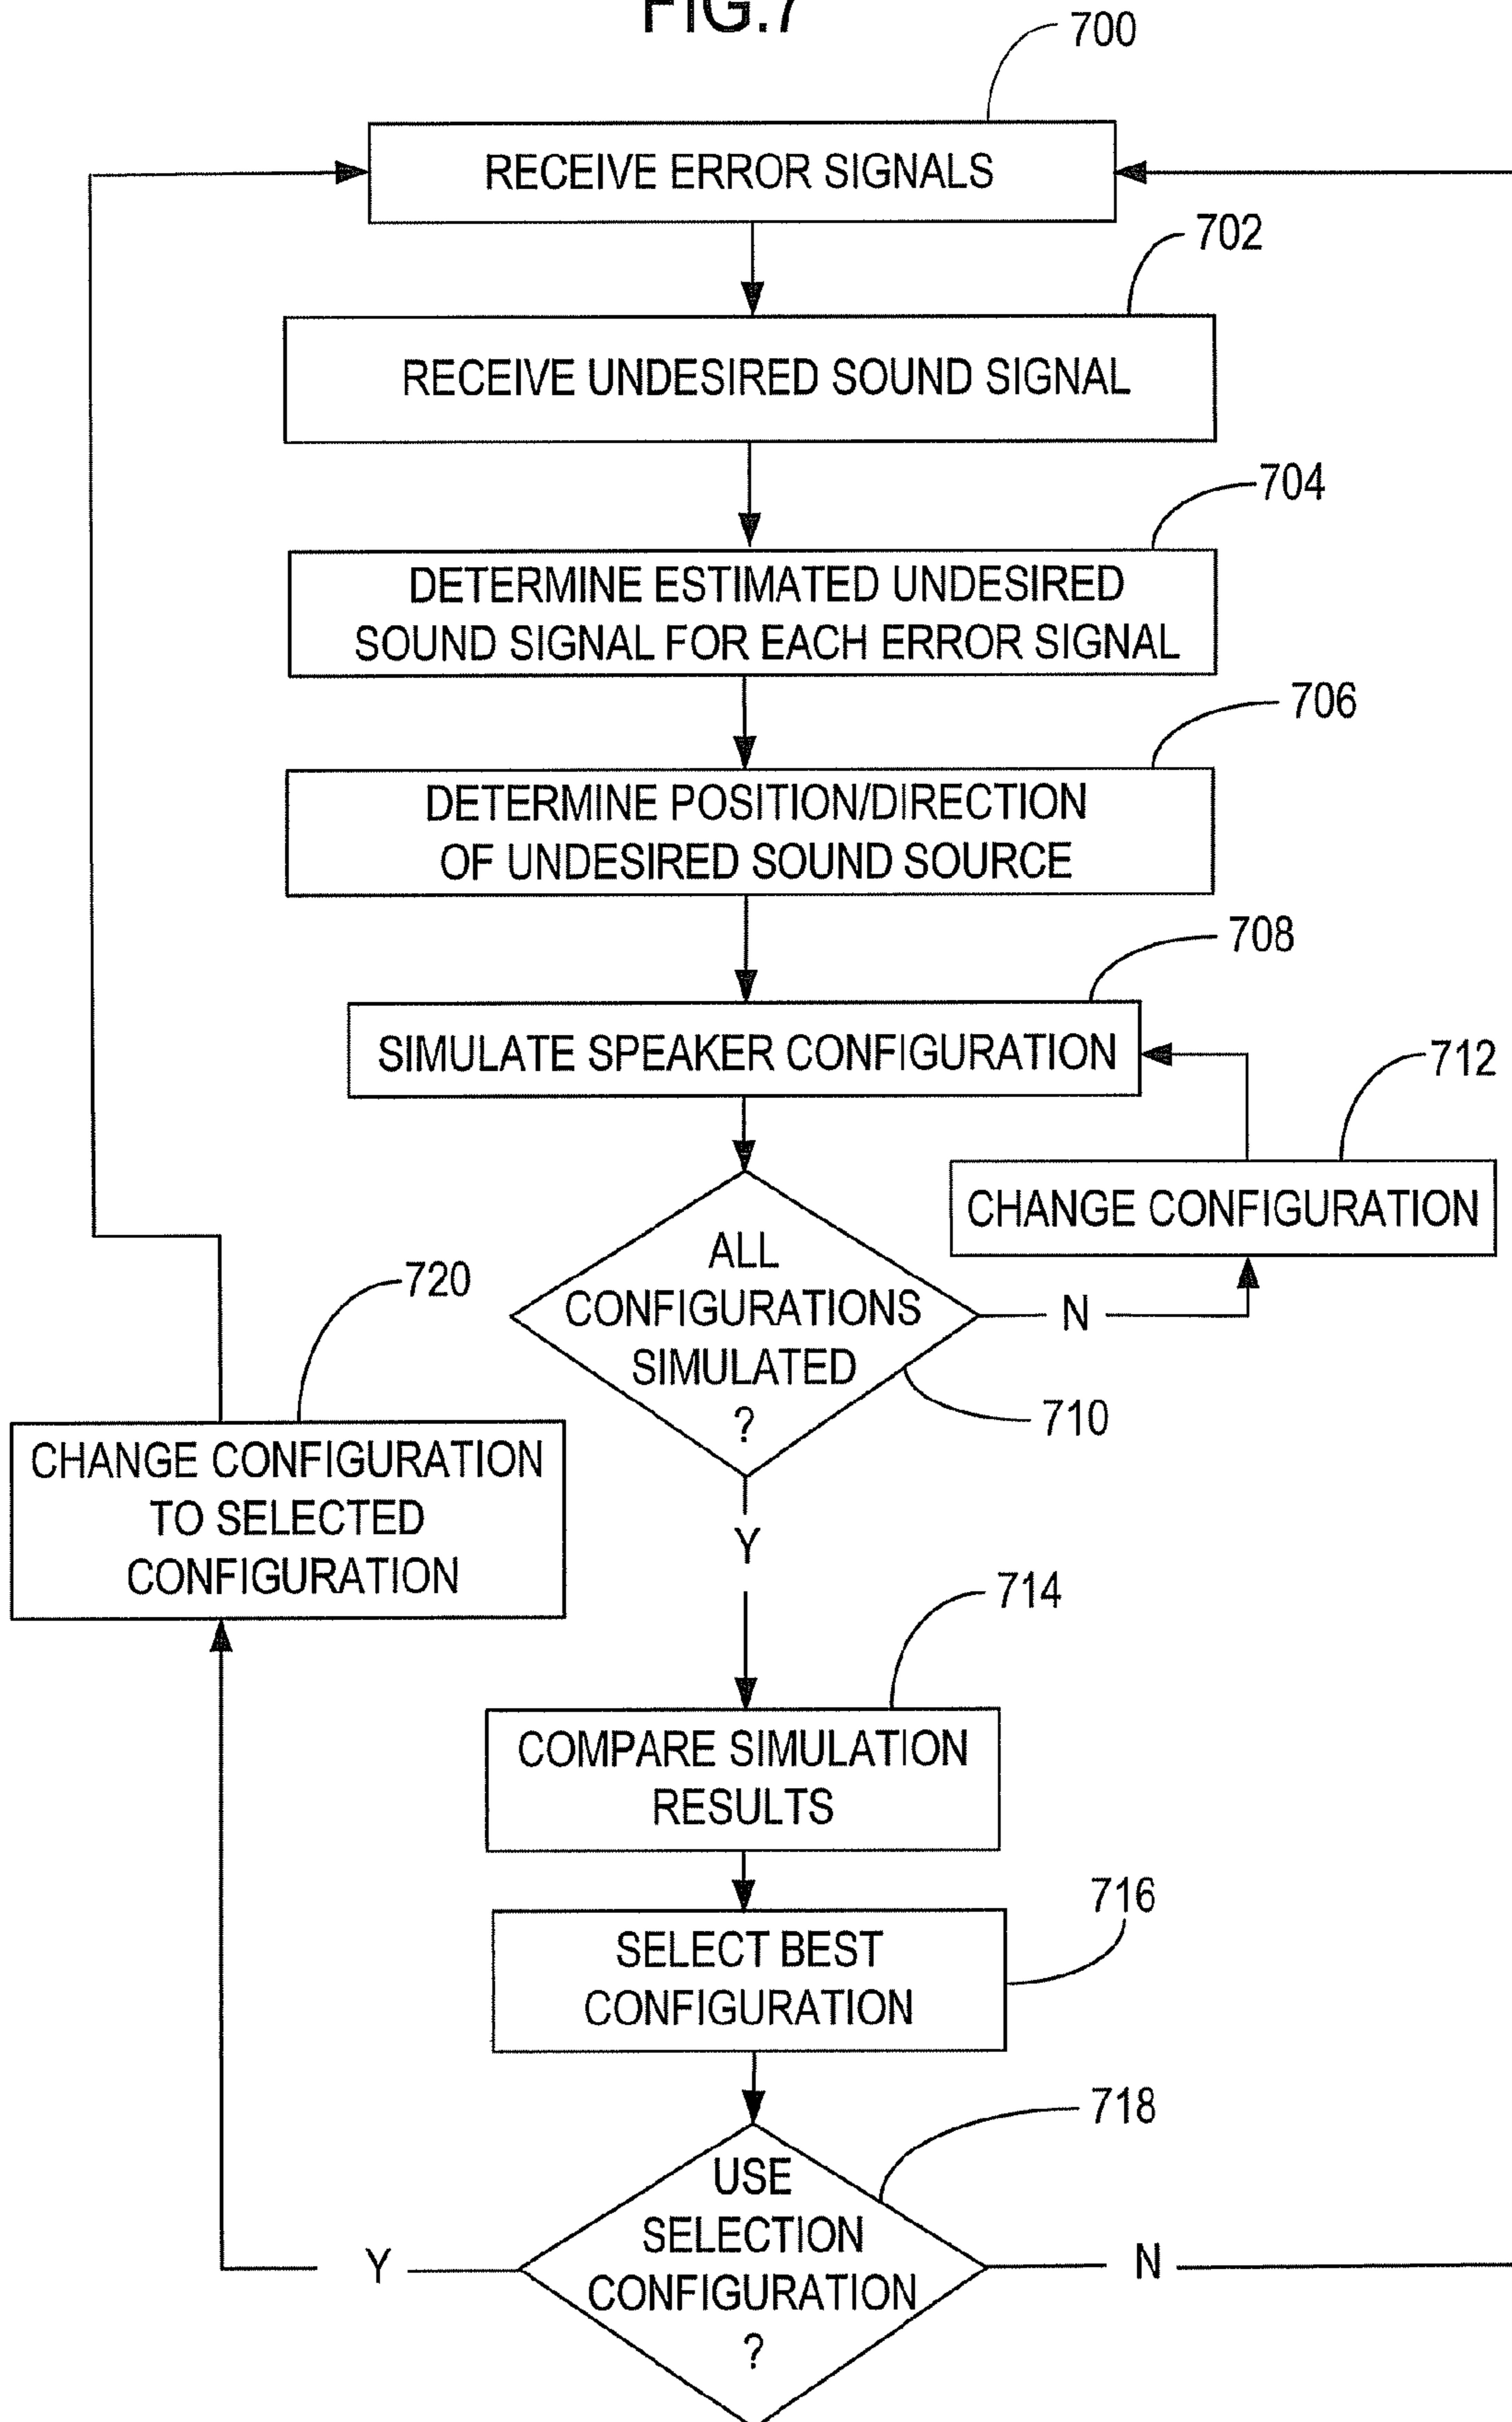 FIG.7
700
RECEIVE ERROR SIGNALS
702
RECEIVE UNDESIRED SOUND SIGNAL
704
DETERMINE ESTIMATED UNDESIRED
SOUND SIGNAL FOR EACH ERROR SIGNAL
706
DETERMINE POSITION/DIRECTION
OF UNDESIRED SOUND SOURCE
708
SIMULATE SPEAKER CONFIGURATION
712
CHANGE CONFIGURATION
ALL
CONFIGURATIONS
SIMULATED
?
N
710
720
CHANGE CONFIGURATION
TO SELECTED
CONFIGURATION
Y
714
COMPARE SIMULATION
RESULTS
716
SELECT BEST
CONFIGURATION
718
USE
SELECTION
CONFIGURATION
?
Y
N